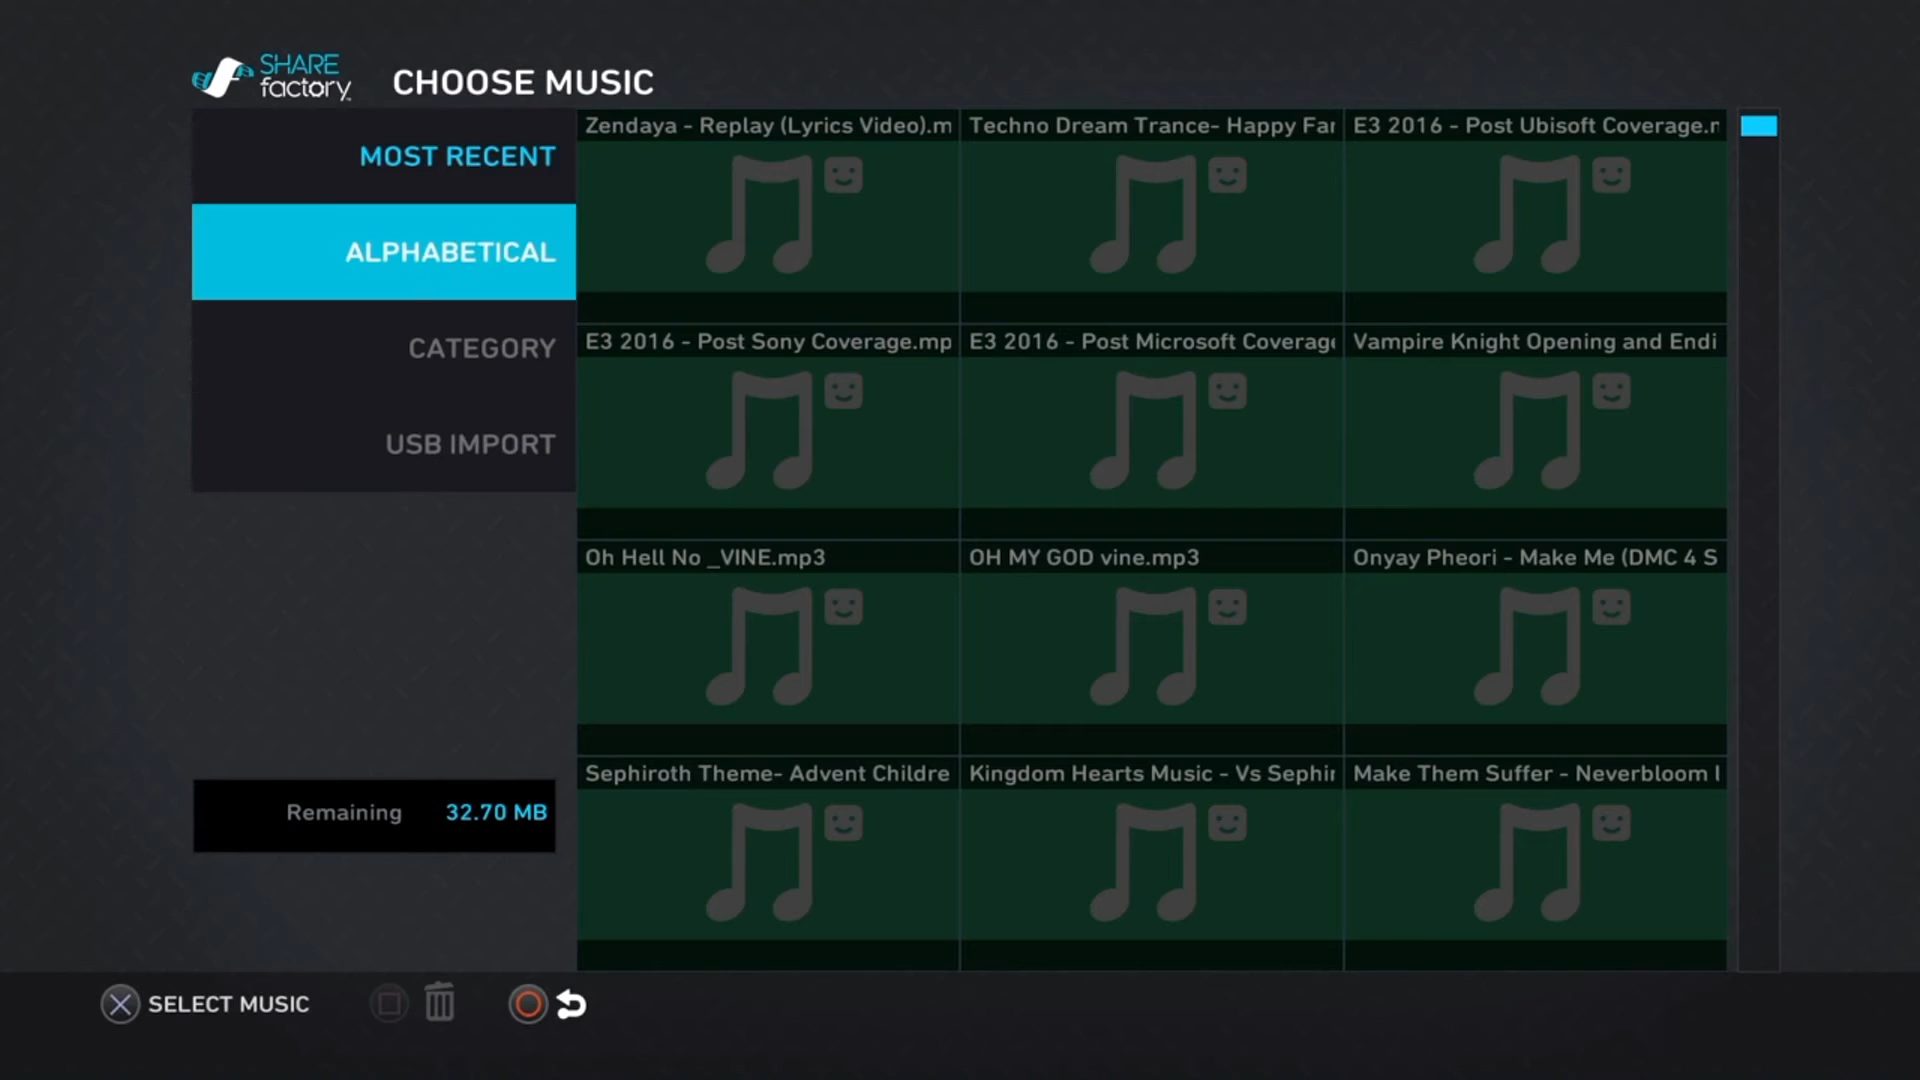 SHARE
factory™
CHOOSE MUSIC
MOST RECENT
ALPHABETICAL
CATEGORY
USB IMPORT
Remaining 32.70 MB
Zendaya - Replay (Lyrics Video).m
Techno Dream Trance- Happy Far
E3 2016 - Post Ubisoft Coverage.r
E3 2016 - Post Sony Coverage.mp
E3 2016 - Post Microsoft Coverage
Vampire Knight Opening and Endi
Oh Hell No _VINE.mp3
OH MY GOD vine.mp3
Onyay Pheori - Make Me (DMC 4 S
Sephiroth Theme- Advent Childre
Kingdom Hearts Music - Vs Sephir
Make Them Suffer - Neverbloom l
SELECT MUSIC